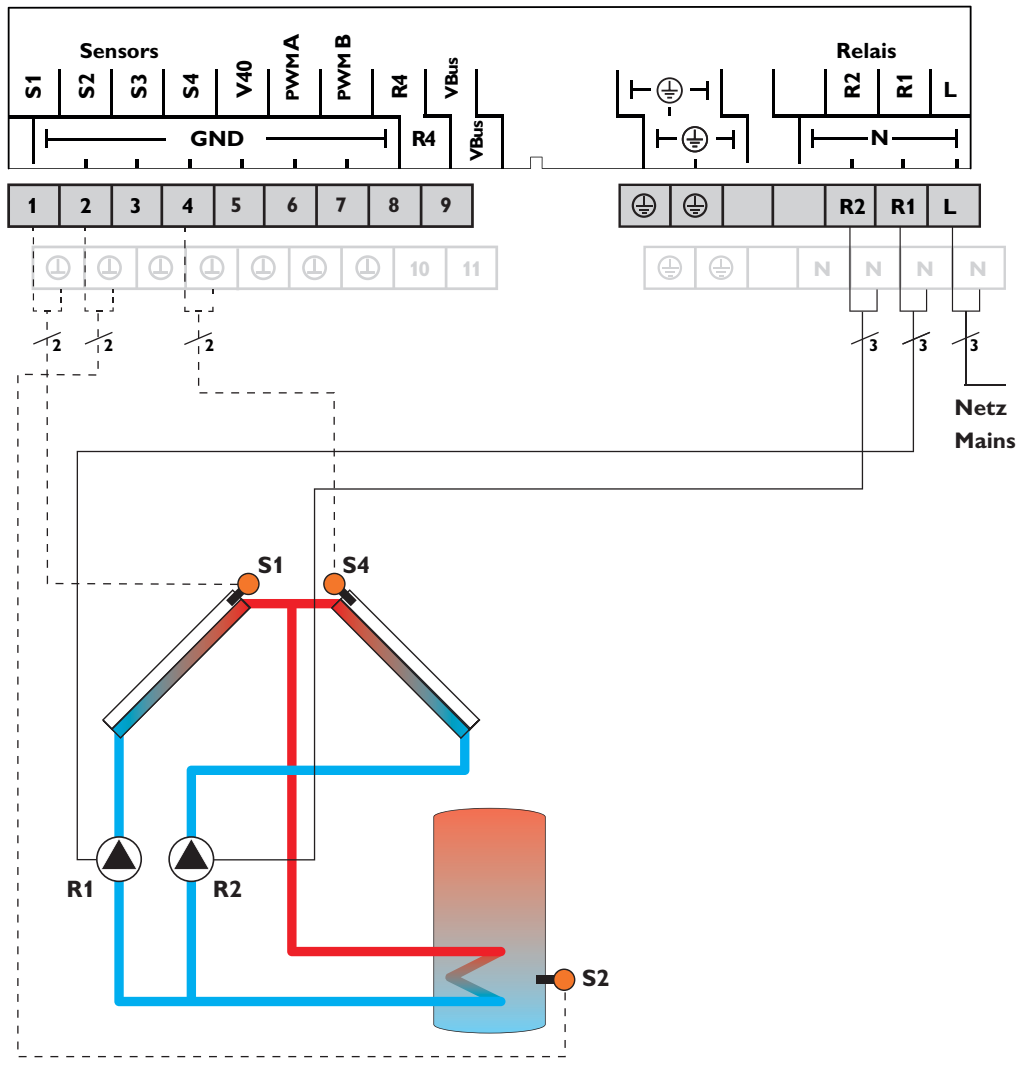 Sensors
Relais
S1 S2 S3 S4 V40 PWM A PWM B R4 VBus
R2 R1 L
GND R4 VBus
N
1 2 3 4 5 6 7 8 9
R2 R1 L
10 11
N N N N
2 2 2
3 3 3
Netz
Mains
S1 S4
R1 R2
S2